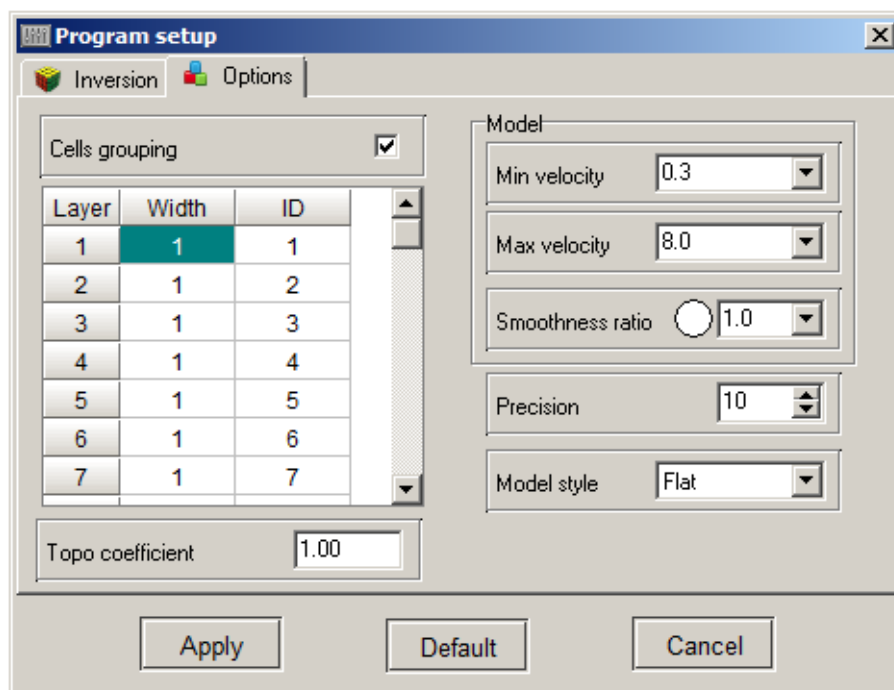 Program setup
Inversion
Options
Cells grouping
Layer Width ID
1 1 1
2 1 2
3 1 3
4 1 4
5 1 5
6 1 6
7 1 7
Topo coefficient 1.00
Model
Min velocity 0.3
Max velocity 8.0
Smoothness ratio 1.0
Precision 10
Model style Flat
Apply Default Cancel